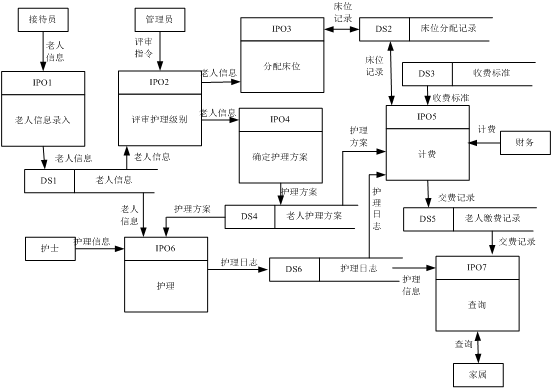 接待员
管理员
老人
信息
评审
指令
IPO1
老人信息录入
IPO2
评审护理级别
IPO3
分配床位
床位
记录
DS2
床位分配记录
老人信息
老人信息
床位
记录
DS3
收费标准
收费标准
IPO4
确定护理方案
IPO5
计费
计费
财务
护理
方案
老人信息
老人信息
DS1
老人信息
护理方案
护理
日志
交费记录
老人
信息
护理方案
DS4
老人护理方案
DS5
老人缴费记录
护士
护理信息
IPO6
护理
护理日志
DS6
护理日志
护理
信息
交费记录
IPO7
查询
查询
家属